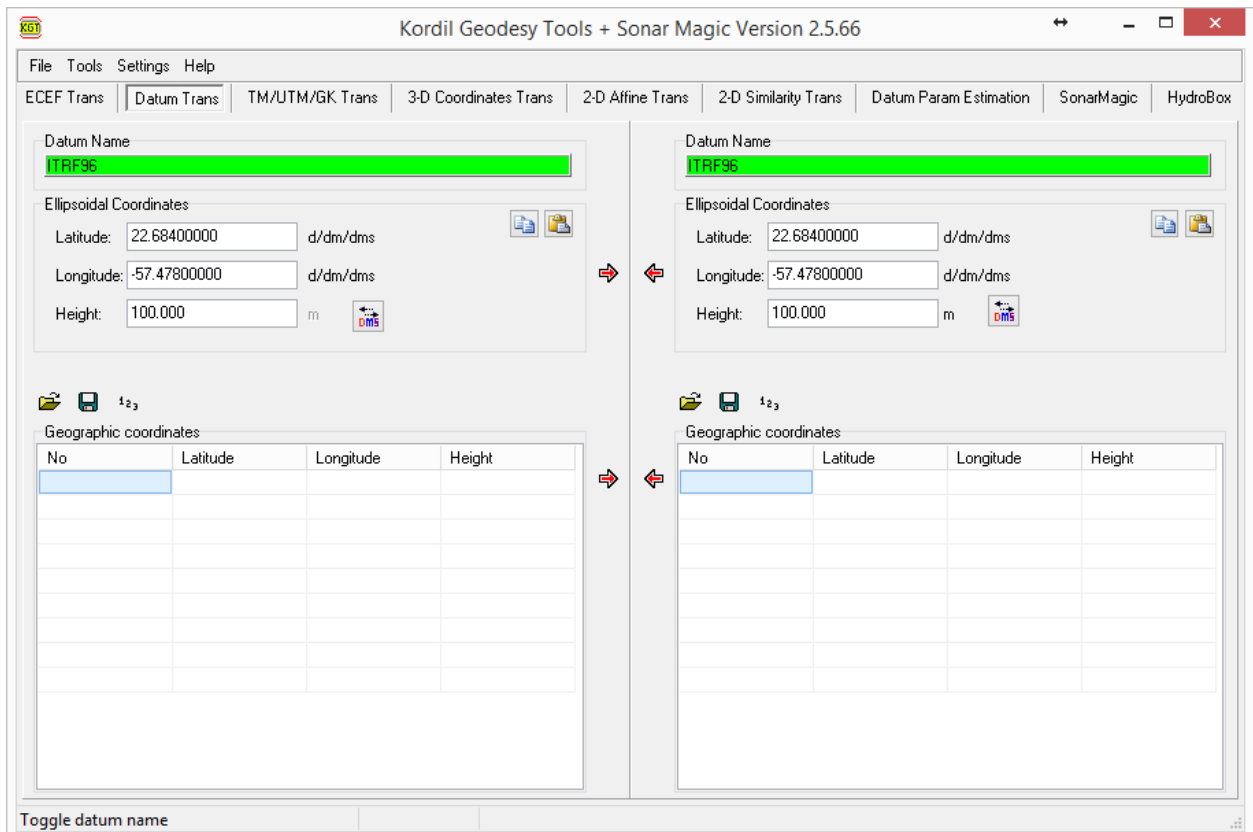 KGT
Kordil Geodesy Tools + Sonar Magic Version 2.5.66
File Tools Settings Help
ECEF Trans Datum Trans TM/UTM/GK Trans 3-D Coordinates Trans 2-D Affine Trans 2-D Similarity Trans Datum Param Estimation SonarMagic HydroBox
Datum Name
ITRF96
Ellipsoidal Coordinates
Latitude: 22.68400000 d/dm/dms
Longitude: -57.47800000 d/dm/dms
Height: 100.000 m DMS
123
Geographic coordinates
No Latitude Longitude Height
Datum Name
ITRF96
Ellipsoidal Coordinates
Latitude: 22.68400000 d/dm/dms
Longitude: -57.47800000 d/dm/dms
Height: 100.000 m DMS
123
Geographic coordinates
No Latitude Longitude Height
Toggle datum name